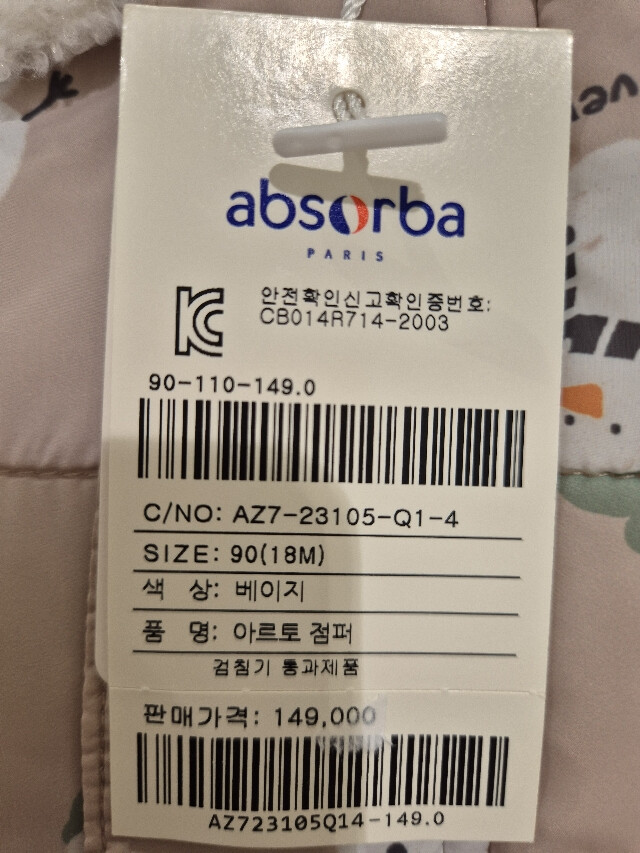 absorba
PARIS
안전확인신고확인증번호:
CB014R714-2003
90-110-149.0
C/NO: AZ7-23105-Q1-4
SIZE: 90(18M)
색 상: 베이지
품 명: 아르토 점퍼
검침기 통과제품
판매가격: 149,000
AZ723105Q14-149.0